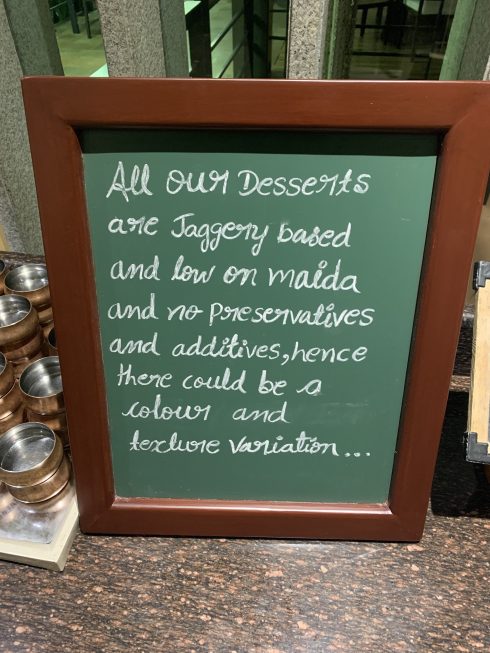 All our Desserts
are Jaggery based
and low on maida
and no preservatives
and additives, hence
there could be a
colour and
texture variation...